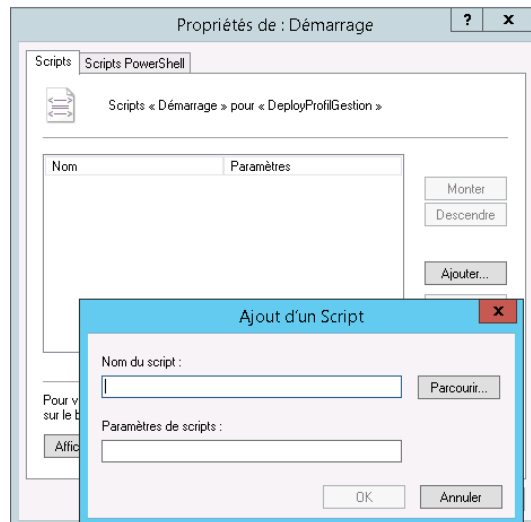 Propriétés de : Démarrage
? x
Scripts Scripts PowerShell
Scripts « Démarrage » pour « DeployProfilGestion »
Nom Paramètres
Monter
Descendre
Ajouter...
Ajout d'un Script
x
Nom du script :
Parcourir...
Pour v
sur le b
Paramètres de scripts :
Affic
OK Annuler